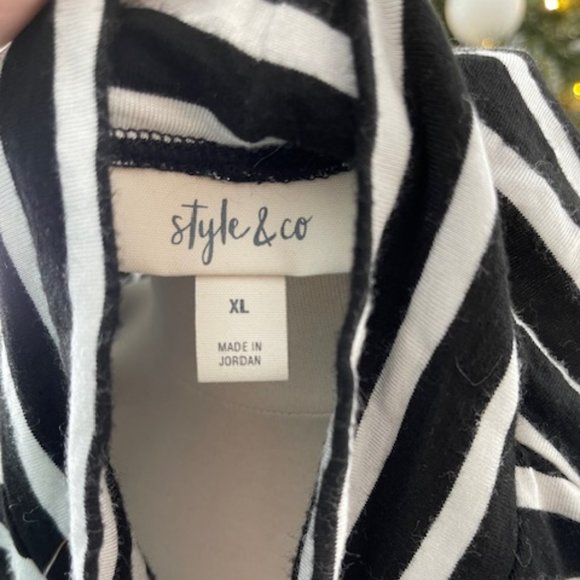 style & co
XL
MADE IN
JORDAN